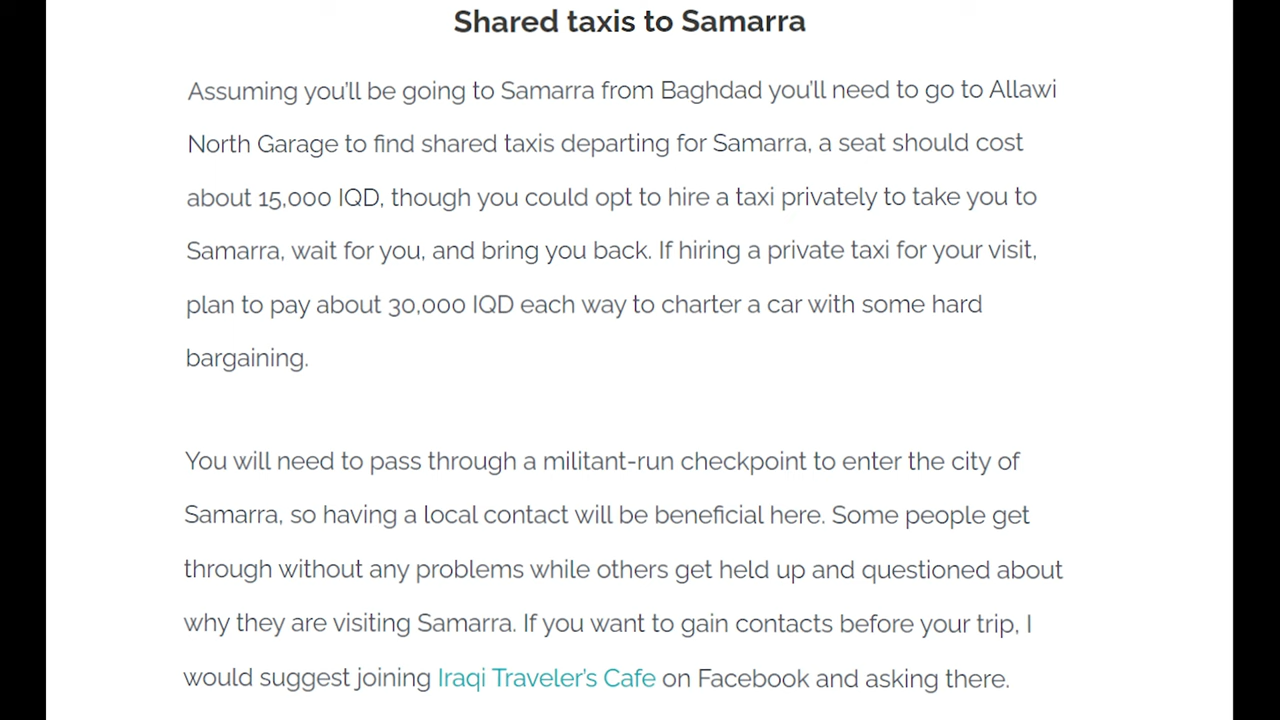 Shared taxis to Samarra
Assuming you'll be going to Samarra from Baghdad you'll need to go to Allawi
North Garage to find shared taxis departing for Samarra, a seat should cost
about 15,000 IQD, though you could opt to hire a taxi privately to take you to
Samarra, wait for you, and bring you back. If hiring a private taxi for your visit,
plan to pay about 30,000 IQD each way to charter a car with some hard
bargaining.
You will need to pass through a militant-run checkpoint to enter the city of
Samarra, so having a local contact will be beneficial here. Some people get
through without any problems while others get held up and questioned about
why they are visiting Samarra. If you want to gain contacts before your trip, I
would suggest joining Iraqi Traveler's Cafe on Facebook and asking there.